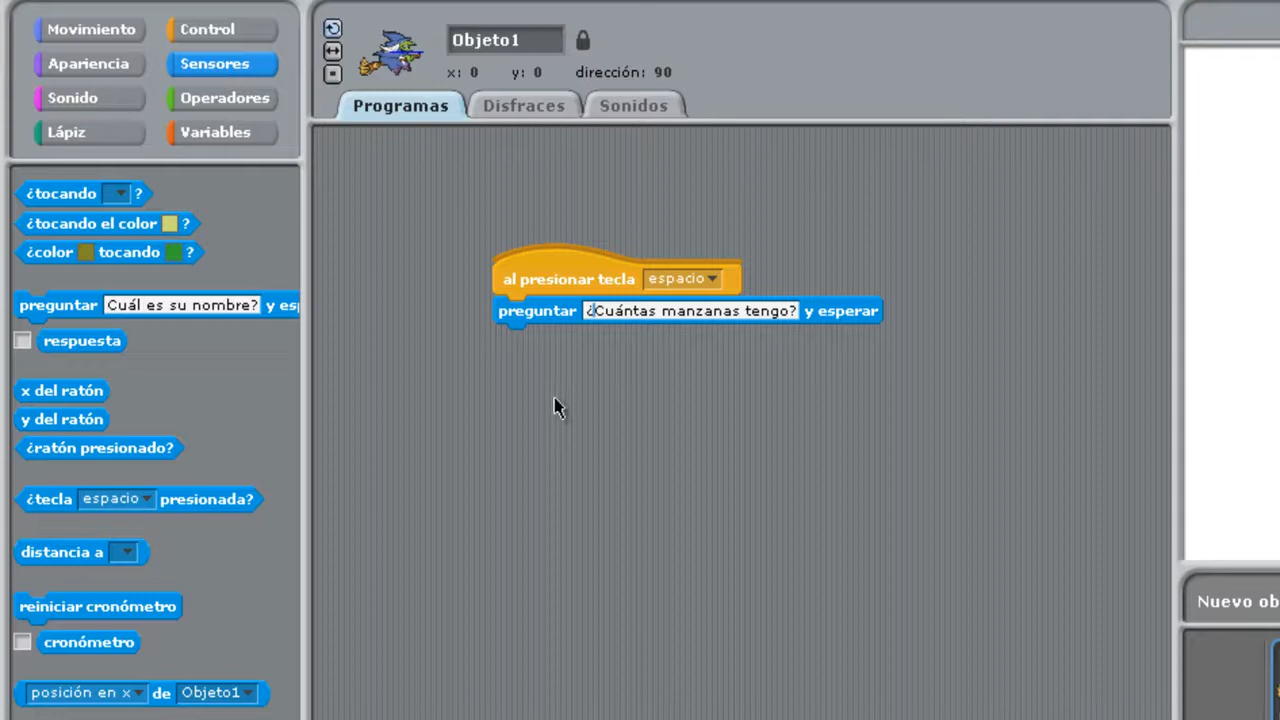 Movimiento Control
Apariencia Sensores
Sonido Operadores
Lápiz Variables
Objeto1
x: 0 y: 0 dirección: 90
Programas Disfraces Sonidos
¿tocando ?
¿tocando el color ?
¿color tocando ?
preguntar Cuál es su nombre? y es
respuesta
x del ratón
y del ratón
¿ratón presionado?
¿tecla espacio presionada?
distancia a
reiniciar cronómetro
cronómetro
posición en x de Objeto1
al presionar tecla espacio
preguntar ¿Cuántas manzanas tengo? y esperar
Nuevo ob